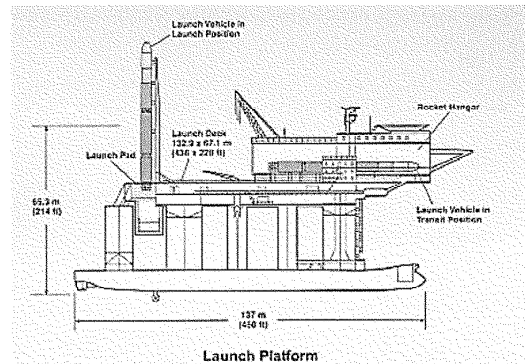 Launch Vehicle in
Launch Position
Rocket Hangar
Launch Deck
132.9 x 67.1 m
(436 x 220 ft)
Launch Pad
65.3 m
(214 ft)
Launch Vehicle in
Transit Position
137 m
(450 ft)
Launch Platform